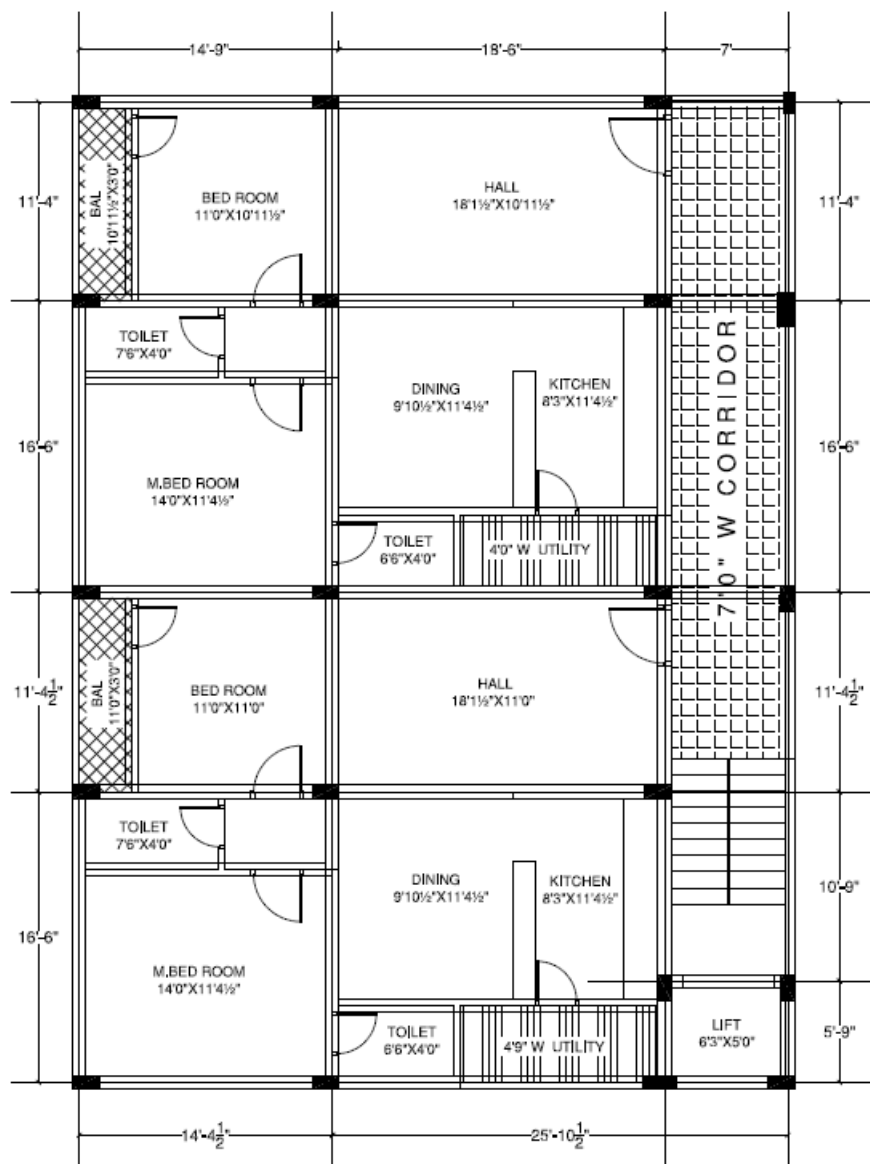 14'-9"
18'-6"
7'
11'-4"
BAL
10'11½"X3'0"
BED ROOM
11'0"X10'11½"
HALL
18'1½"X10'11½"
11'-4"
TOILET
7'6"X4'0"
DINING
9'10½"X11'4½"
KITCHEN
8'3"X11'4½"
7'0" W CORRIDOR
16'-6"
M.BED ROOM
14'0"X11'4½"
16'-6"
TOILET
6'6"X4'0"
4'0" W UTILITY
11'-4½"
BAL
11'0"X3'0"
BED ROOM
11'0"X11'0"
HALL
18'1½"X11'0"
11'-4½"
TOILET
7'6"X4'0"
DINING
9'10½"X11'4½"
KITCHEN
8'3"X11'4½"
10'-9"
16'-6"
M.BED ROOM
14'0"X11'4½"
TOILET
6'6"X4'0"
4'9" W UTILITY
LIFT
6'3"X5'0"
5'-9"
14'-4½"
25'-10½"